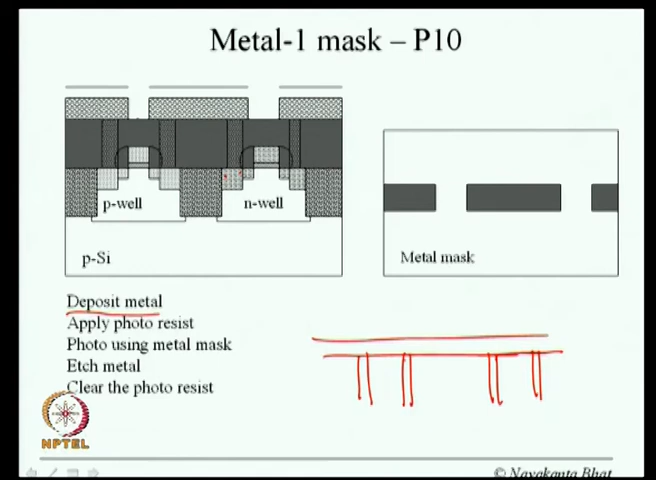 Metal-1 mask – P10
p-well
n-well
p-Si
Metal mask
Deposit metal
Apply photo resist
Photo using metal mask
Etch metal
Clear the photo resist
NPTEL
© Navakanta Bhat